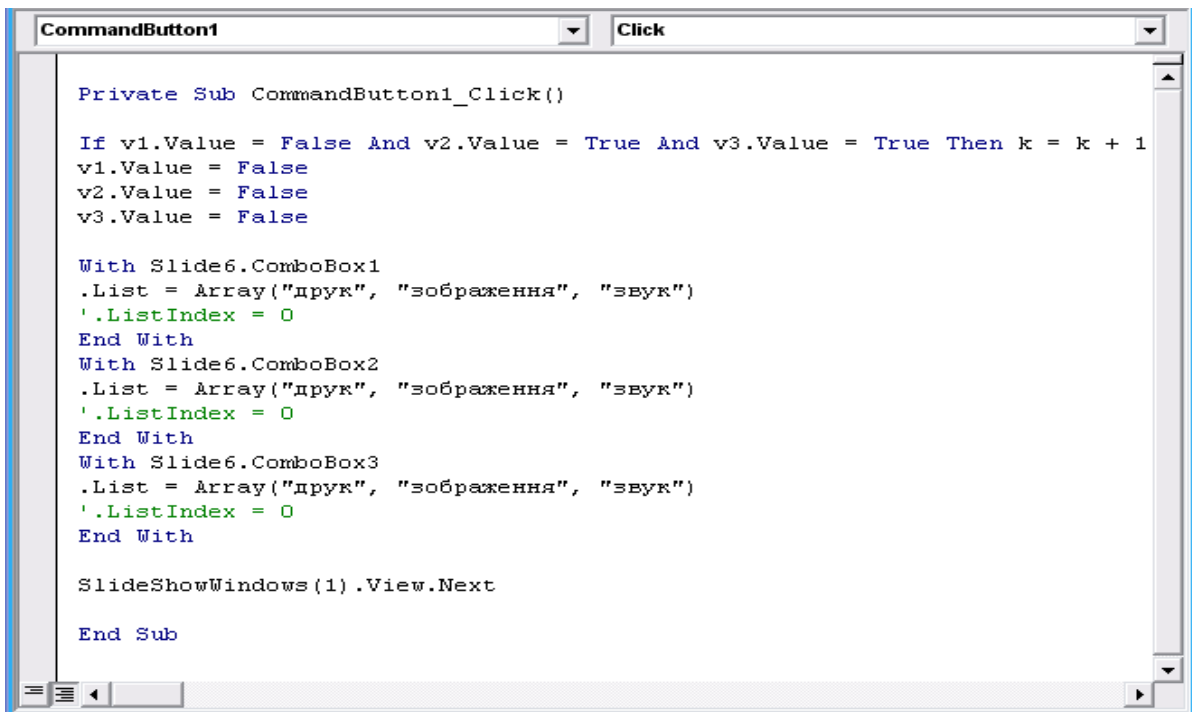 CommandButton1 Click
Private Sub CommandButton1_Click()
If v1.Value = False And v2.Value = True And v3.Value = True Then k = k + 1
v1.Value = False
v2.Value = False
v3.Value = False
With Slide6.ComboBox1
.List = Array("друк", "зображення", "звук")
'.ListIndex = 0
End With
With Slide6.ComboBox2
.List = Array("друк", "зображення", "звук")
'.ListIndex = 0
End With
With Slide6.ComboBox3
.List = Array("друк", "зображення", "звук")
'.ListIndex = 0
End With
SlideShowWindows(1).View.Next
End Sub